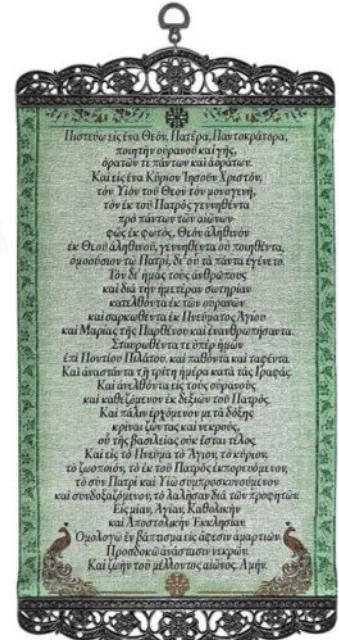 Πιστεύω εἰς ἕνα Θεόν, Πατέρα, Παντοκράτορα,
ποιητὴν οὐρανοῦ καὶ γῆς,
ὁρατῶν τε πάντων καὶ ἀοράτων.
Καὶ εἰς ἕνα Κύριον Ἰησοῦν Χριστόν,
τὸν Υἱὸν τοῦ Θεοῦ τὸν μονογενῆ,
τὸν ἐκ τοῦ Πατρὸς γεννηθέντα
πρὸ πάντων τῶν αἰώνων·
φῶς ἐκ φωτός, Θεὸν ἀληθινὸν
ἐκ Θεοῦ ἀληθινοῦ, γεννηθέντα οὐ ποιηθέντα,
ὁμοούσιον τῷ Πατρί, δι' οὗ τὰ πάντα ἐγένετο.
Τὸν δι' ἡμᾶς τοὺς ἀνθρώπους
καὶ διὰ τὴν ἡμετέραν σωτηρίαν
κατελθόντα ἐκ τῶν οὐρανῶν
καὶ σαρκωθέντα ἐκ Πνεύματος Ἁγίου
καὶ Μαρίας τῆς Παρθένου καὶ ἐνανθρωπήσαντα.
Σταυρωθέντα τε ὑπὲρ ἡμῶν
ἐπὶ Ποντίου Πιλάτου, καὶ παθόντα καὶ ταφέντα.
Καὶ ἀναστάντα τῇ τρίτῃ ἡμέρᾳ κατὰ τὰς Γραφάς.
Καὶ ἀνελθόντα εἰς τοὺς οὐρανοὺς
καὶ καθεζόμενον ἐκ δεξιῶν τοῦ Πατρός.
Καὶ πάλιν ἐρχόμενον μετὰ δόξης
κρῖναι ζῶντας καὶ νεκρούς,
οὗ τῆς βασιλείας οὐκ ἔσται τέλος.
Καὶ εἰς τὸ Πνεῦμα τὸ Ἅγιον, τὸ κύριον,
τὸ ζωοποιόν, τὸ ἐκ τοῦ Πατρὸς ἐκπορευόμενον,
τὸ σὺν Πατρὶ καὶ Υἱῷ συμπροσκυνούμενον
καὶ συνδοξαζόμενον, τὸ λαλῆσαν διὰ τῶν προφητῶν.
Εἰς μίαν, Ἁγίαν, Καθολικὴν
καὶ Ἀποστολικὴν Ἐκκλησίαν.
Ὁμολογῶ ἓν βάπτισμα εἰς ἄφεσιν ἁμαρτιῶν.
Προσδοκῶ ἀνάστασιν νεκρῶν.
Καὶ ζωὴν τοῦ μέλλοντος αἰῶνος. Ἀμήν.